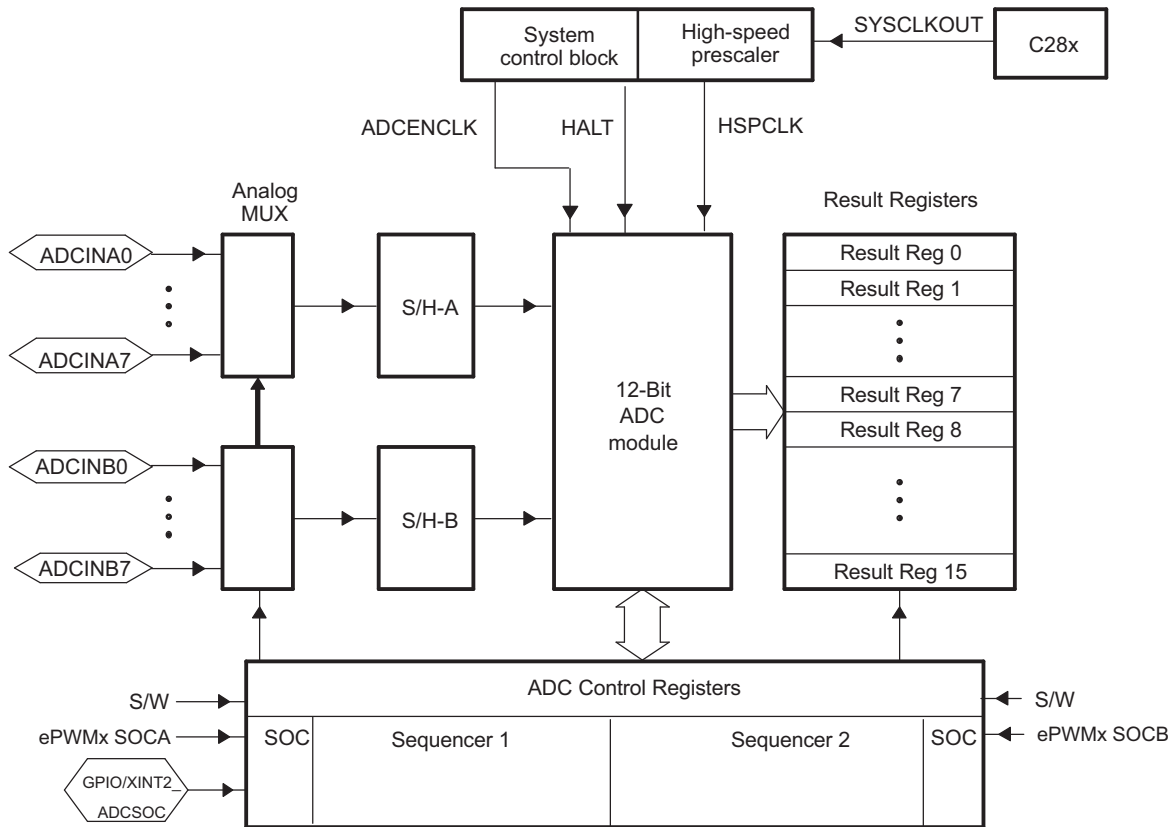 System
control block
High-speed
prescaler
SYSCLKOUT
C28x
ADCENCLK
HALT
HSPCLK
Analog
MUX
Result Registers
ADCINA0
ADCINA7
S/H-A
12-Bit
ADC
module
Result Reg 0
Result Reg 1
Result Reg 7
Result Reg 8
Result Reg 15
ADCINB0
ADCINB7
S/H-B
ADC Control Registers
S/W
S/W
ePWMx SOCA
SOC
Sequencer 1
Sequencer 2
SOC
ePWMx SOCB
GPIO/XINT2_
ADCSOC